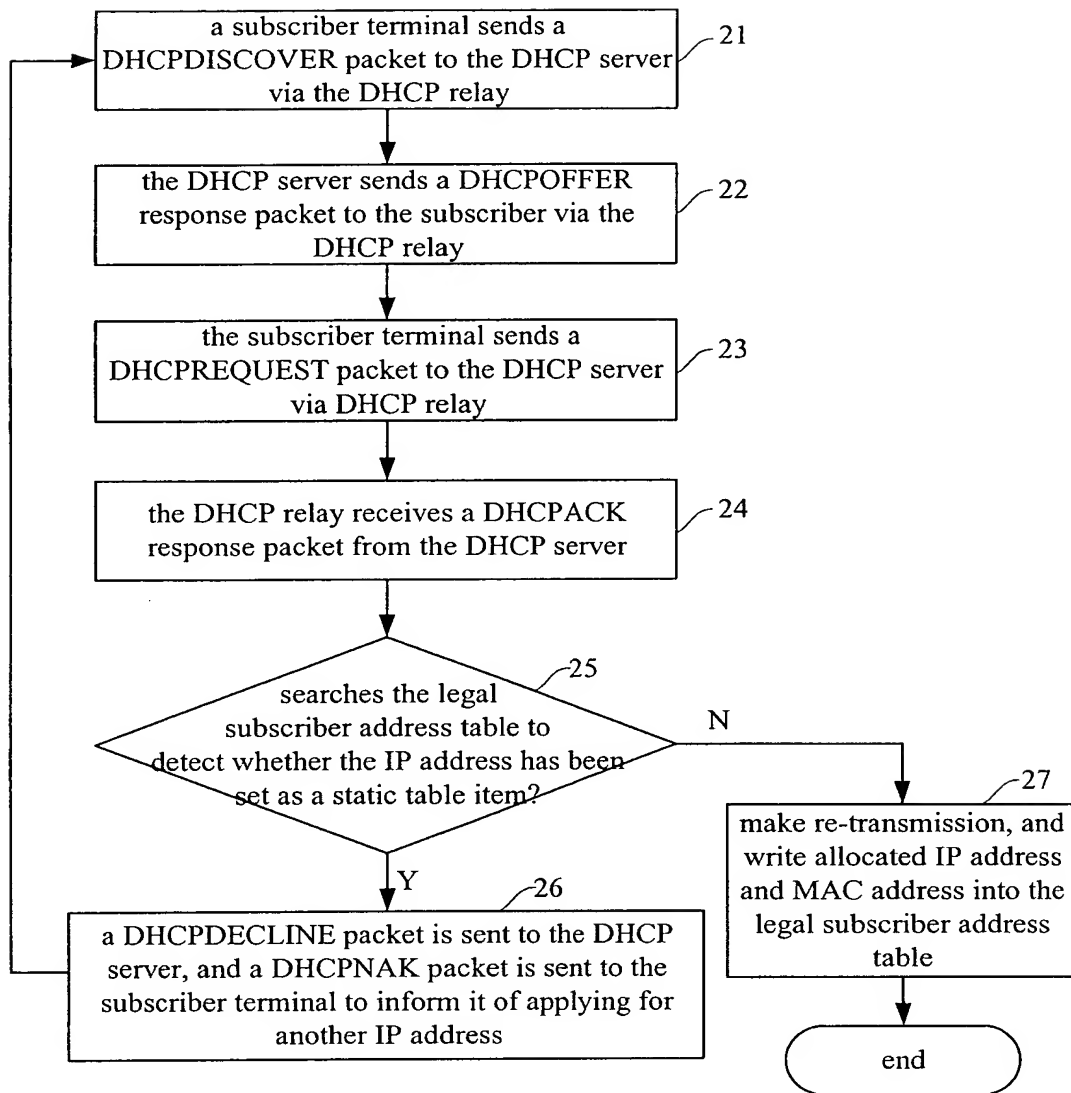 a subscriber terminal sends a
DHCPDISCOVER packet to the DHCP server
via the DHCP relay
21
the DHCP server sends a DHCPOFFER
response packet to the subscriber via the
DHCP relay
22
the subscriber terminal sends a
DHCPREQUEST packet to the DHCP server
via DHCP relay
23
the DHCP relay receives a DHCPACK
response packet from the DHCP server
24
searches the legal
subscriber address table to
detect whether the IP address has been
set as a static table item?
25
N
Y
26
a DHCPDECLINE packet is sent to the DHCP
server, and a DHCPNAK packet is sent to the
subscriber terminal to inform it of applying for
another IP address
27
make re-transmission, and
write allocated IP address
and MAC address into the
legal subscriber address
table
end